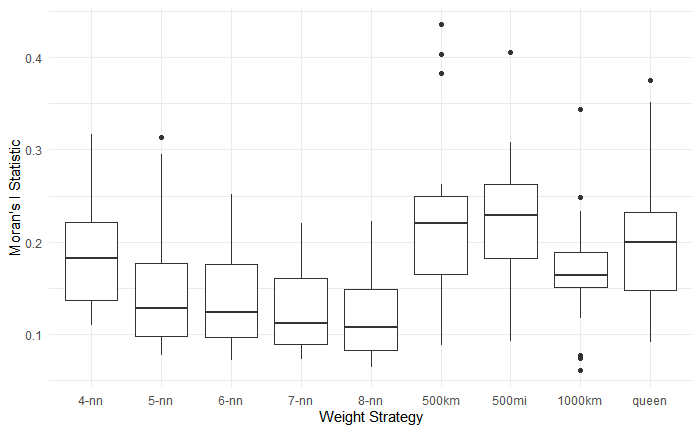 0.4
0.3
0.2
0.1
Moran's I Statistic
4-nn 5-nn 6-nn 7-nn 8-nn 500km 500mi 1000km queen
Weight Strategy